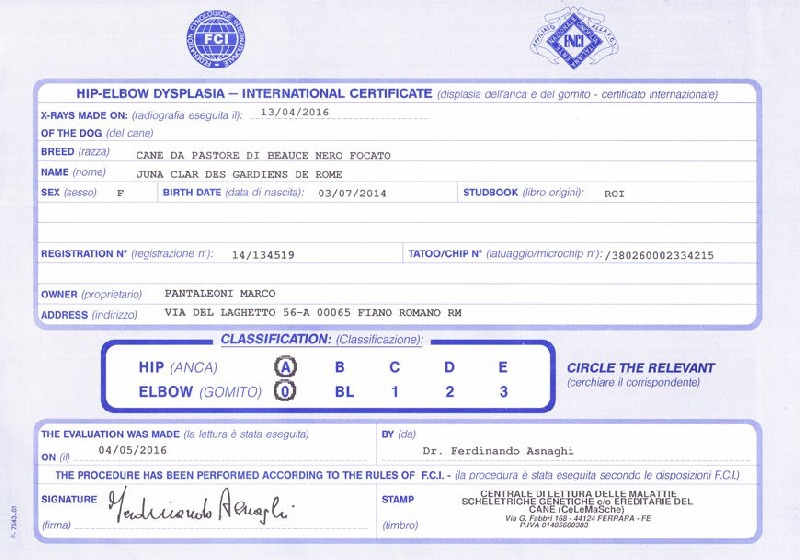 FCI
ENCI
HIP-ELBOW DYSPLASIA – INTERNATIONAL CERTIFICATE (displasia dell'anca e del gomito - certificato internazionale)
X-RAYS MADE ON: (radiografia eseguita il): 13/04/2016
OF THE DOG (del cane)
BREED (razza) CANE DA PASTORE DI BEAUCE NERO FOCATO
NAME (nome) JUNA CLAR DES GARDIENS DE ROME
SEX (sesso) F BIRTH DATE (data di nascita): 03/07/2014 STUDBOOK (libro origini): ROI
REGISTRATION N° (registrazione n°): 14/134519 TATOO/CHIP N° (tatuaggio/microchip n°): /380260002334215
OWNER (proprietario) PANTALEONI MARCO
ADDRESS (indirizzo) VIA DEL LAGHETTO 56-A 00065 FIANO ROMANO RM
CLASSIFICATION: (Classificazione):
HIP (ANCA) A B C D E
ELBOW (GOMITO) 0 BL 1 2 3
CIRCLE THE RELEVANT
(cerchiare il corrispondente)
THE EVALUATION WAS MADE (la lettura è stata eseguita) BY (da)
ON (il) 04/05/2016 Dr. Ferdinando Asnaghi
THE PROCEDURE HAS BEEN PERFORMED ACCORDING TO THE RULES OF F.C.I. - (la procedura è stata eseguita secondo le disposizioni F.C.I.)
SIGNATURE Ferdinando Asnaghi STAMP
(firma) (timbro)
CENTRALE DI LETTURA DELLE MALATTIE
SCHELETRICHE GENETICHE e/o EREDITARIE DEL
CANE (CeLeMaSche)
Via G. Fabbri 168 - 44124 FERRARA - FE
F. 7543.01